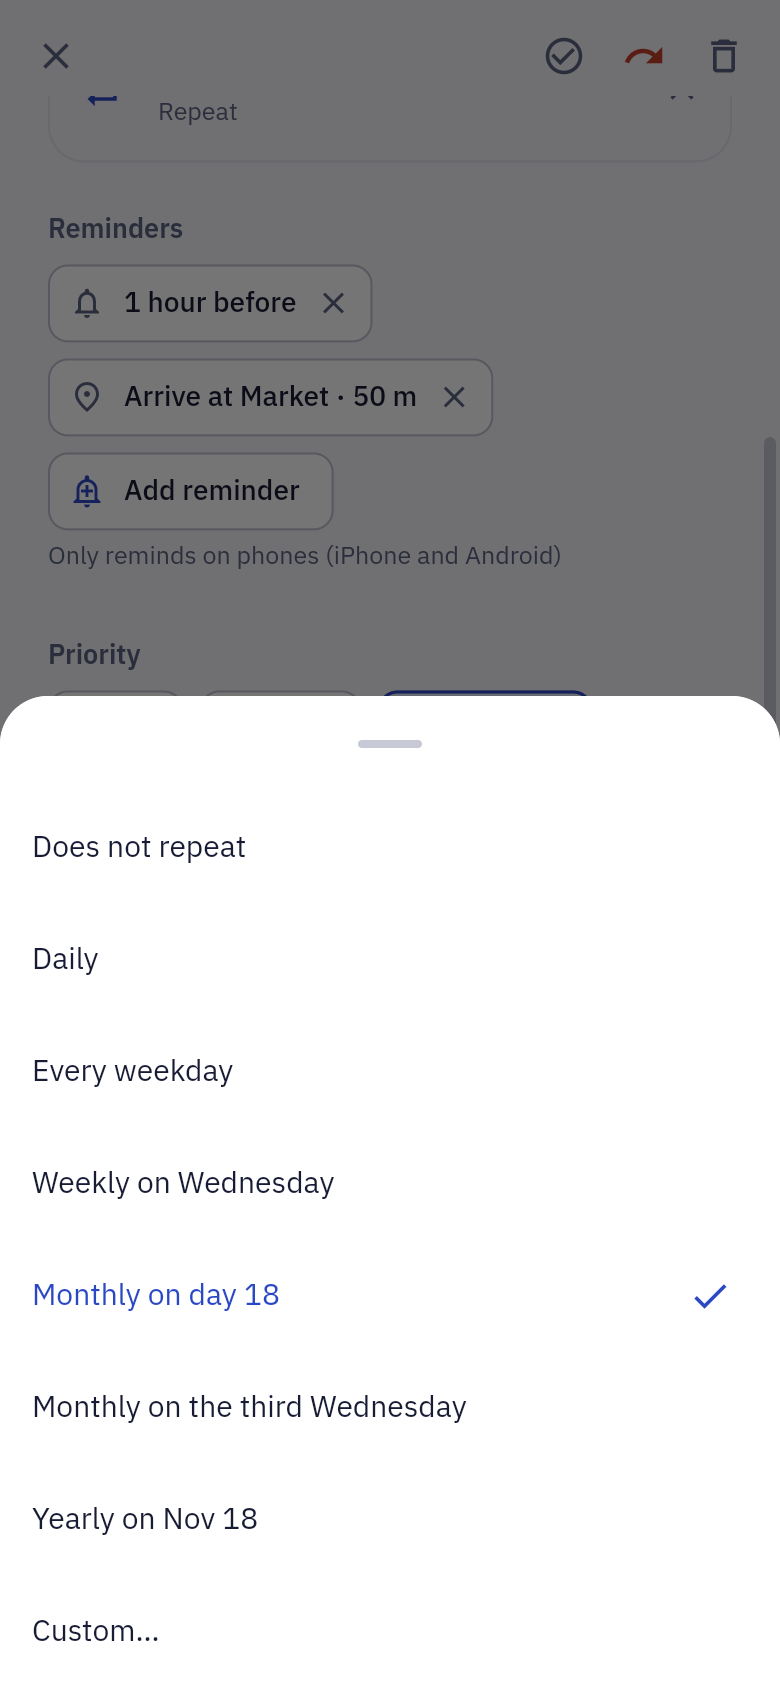 Repeat
Reminders
1 hour before
Arrive at Market · 50 m
Add reminder
Only reminds on phones (iPhone and Android)
Priority
Does not repeat
Daily
Every weekday
Weekly on Wednesday
Monthly on day 18
Monthly on the third Wednesday
Yearly on Nov 18
Custom...